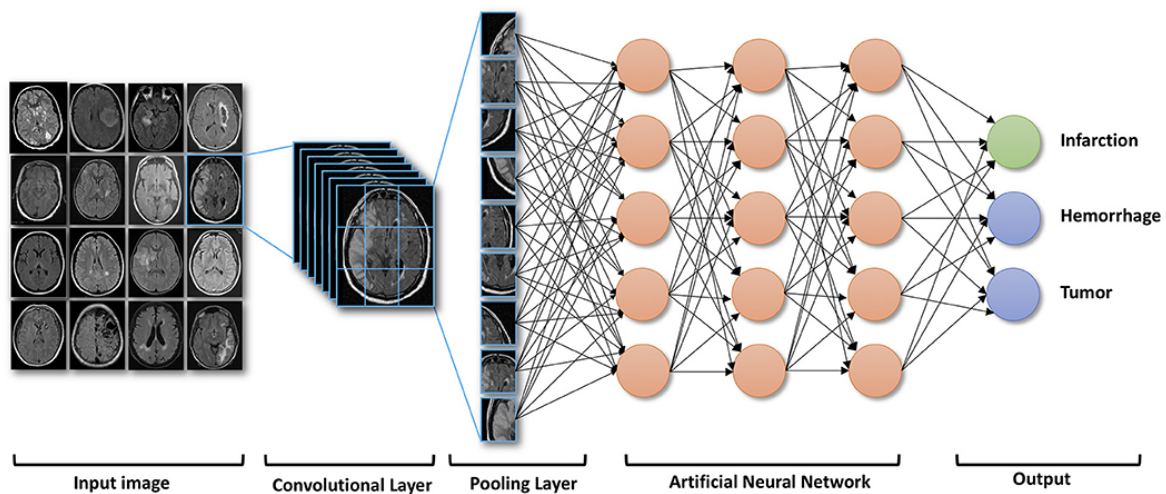 Infarction
Hemorrhage
Tumor
Input image
Convolutional Layer
Pooling Layer
Artificial Neural Network
Output